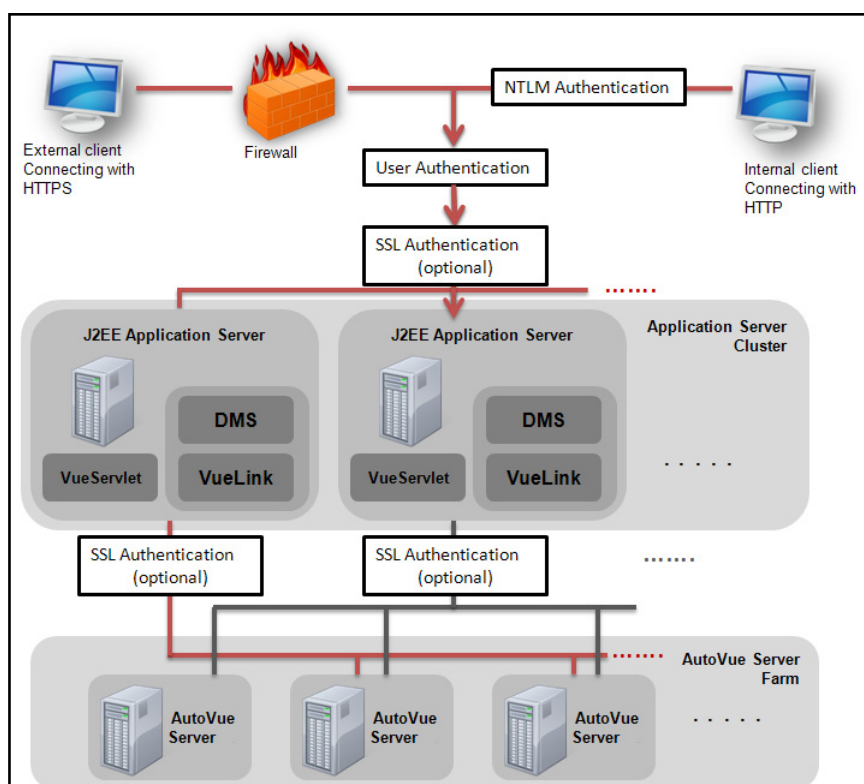 NTLM Authentication
External client
Connecting with
HTTPS
Firewall
User Authentication
Internal client
Connecting with
HTTP
SSL Authentication
(optional)
.......
J2EE Application Server
J2EE Application Server
Application Server
Cluster
DMS
DMS
VueServlet
VueLink
VueServlet
VueLink
. . . . .
SSL Authentication
(optional)
SSL Authentication
(optional)
.......
.......
AutoVue Server
Farm
AutoVue
Server
AutoVue
Server
AutoVue
Server
. . . . .